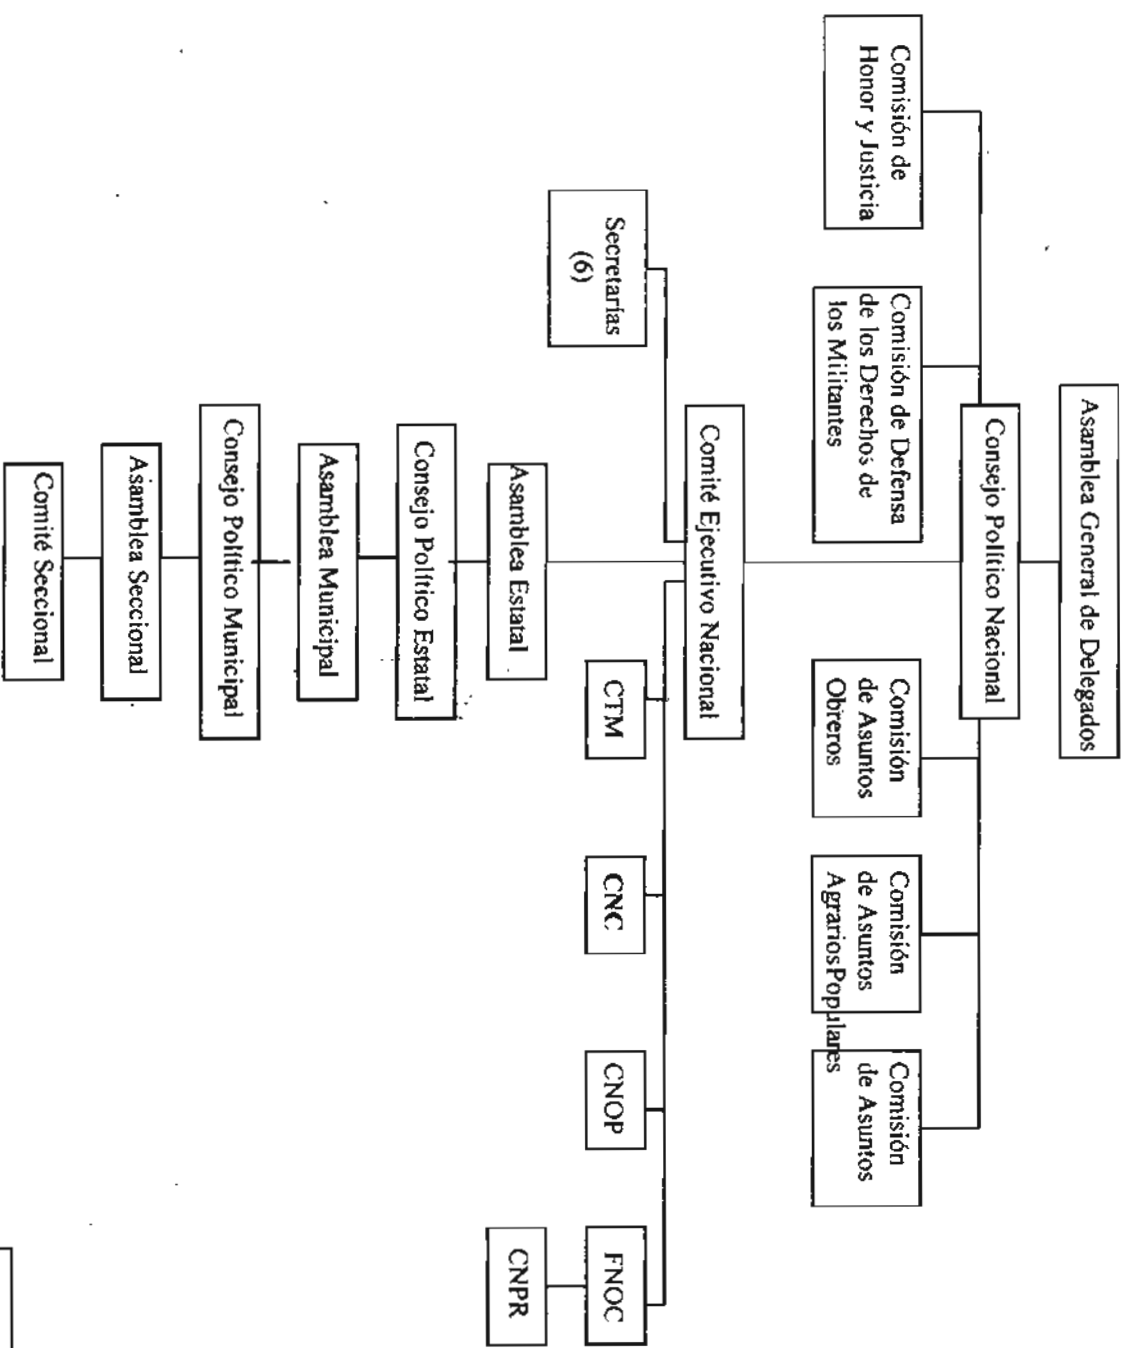 Asamblea General de Delegados
Consejo Político Nacional
Comisión de
Honor y Justicia
Comisión de Defensa
de los Derechos de
los Militantes
Comisión
de Asuntos
Obreros
Comisión
de Asuntos
AgrariosPopulares
Comisión
de Asuntos
Comité Ejecutivo Nacional
Secretarías
(6)
CTM
CNC
CNOP
FNOC
CNPR
Asamblea Estatal
Consejo Político Estatal
Asamblea Municipal
Consejo Político Municipal
Asamblea Seccional
Comité Seccional